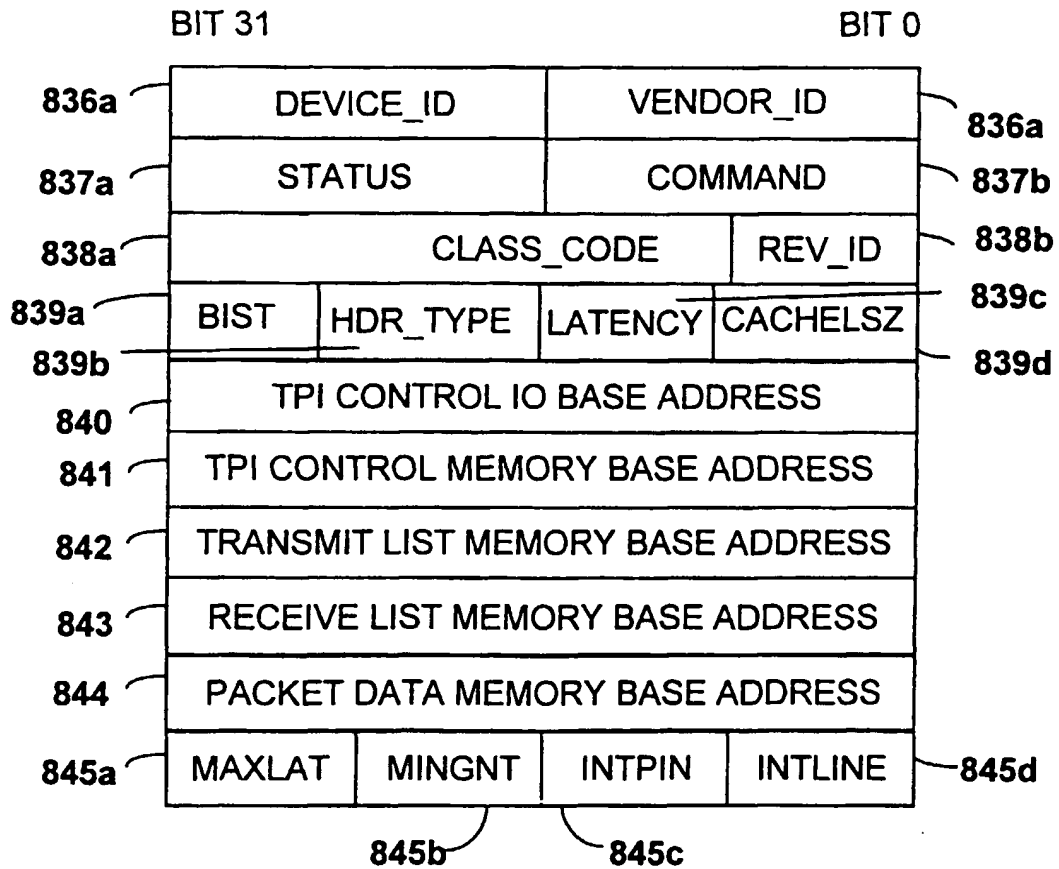 BIT 31 BIT 0
836a DEVICE_ID VENDOR_ID 836a
837a STATUS COMMAND 837b
838a CLASS_CODE REV_ID 838b
839a BIST HDR_TYPE LATENCY CACHELSZ 839c
839b 839d
840 TPI CONTROL IO BASE ADDRESS
841 TPI CONTROL MEMORY BASE ADDRESS
842 TRANSMIT LIST MEMORY BASE ADDRESS
843 RECEIVE LIST MEMORY BASE ADDRESS
844 PACKET DATA MEMORY BASE ADDRESS
845a MAXLAT MINGNT INTPIN INTLINE 845d
845b 845c